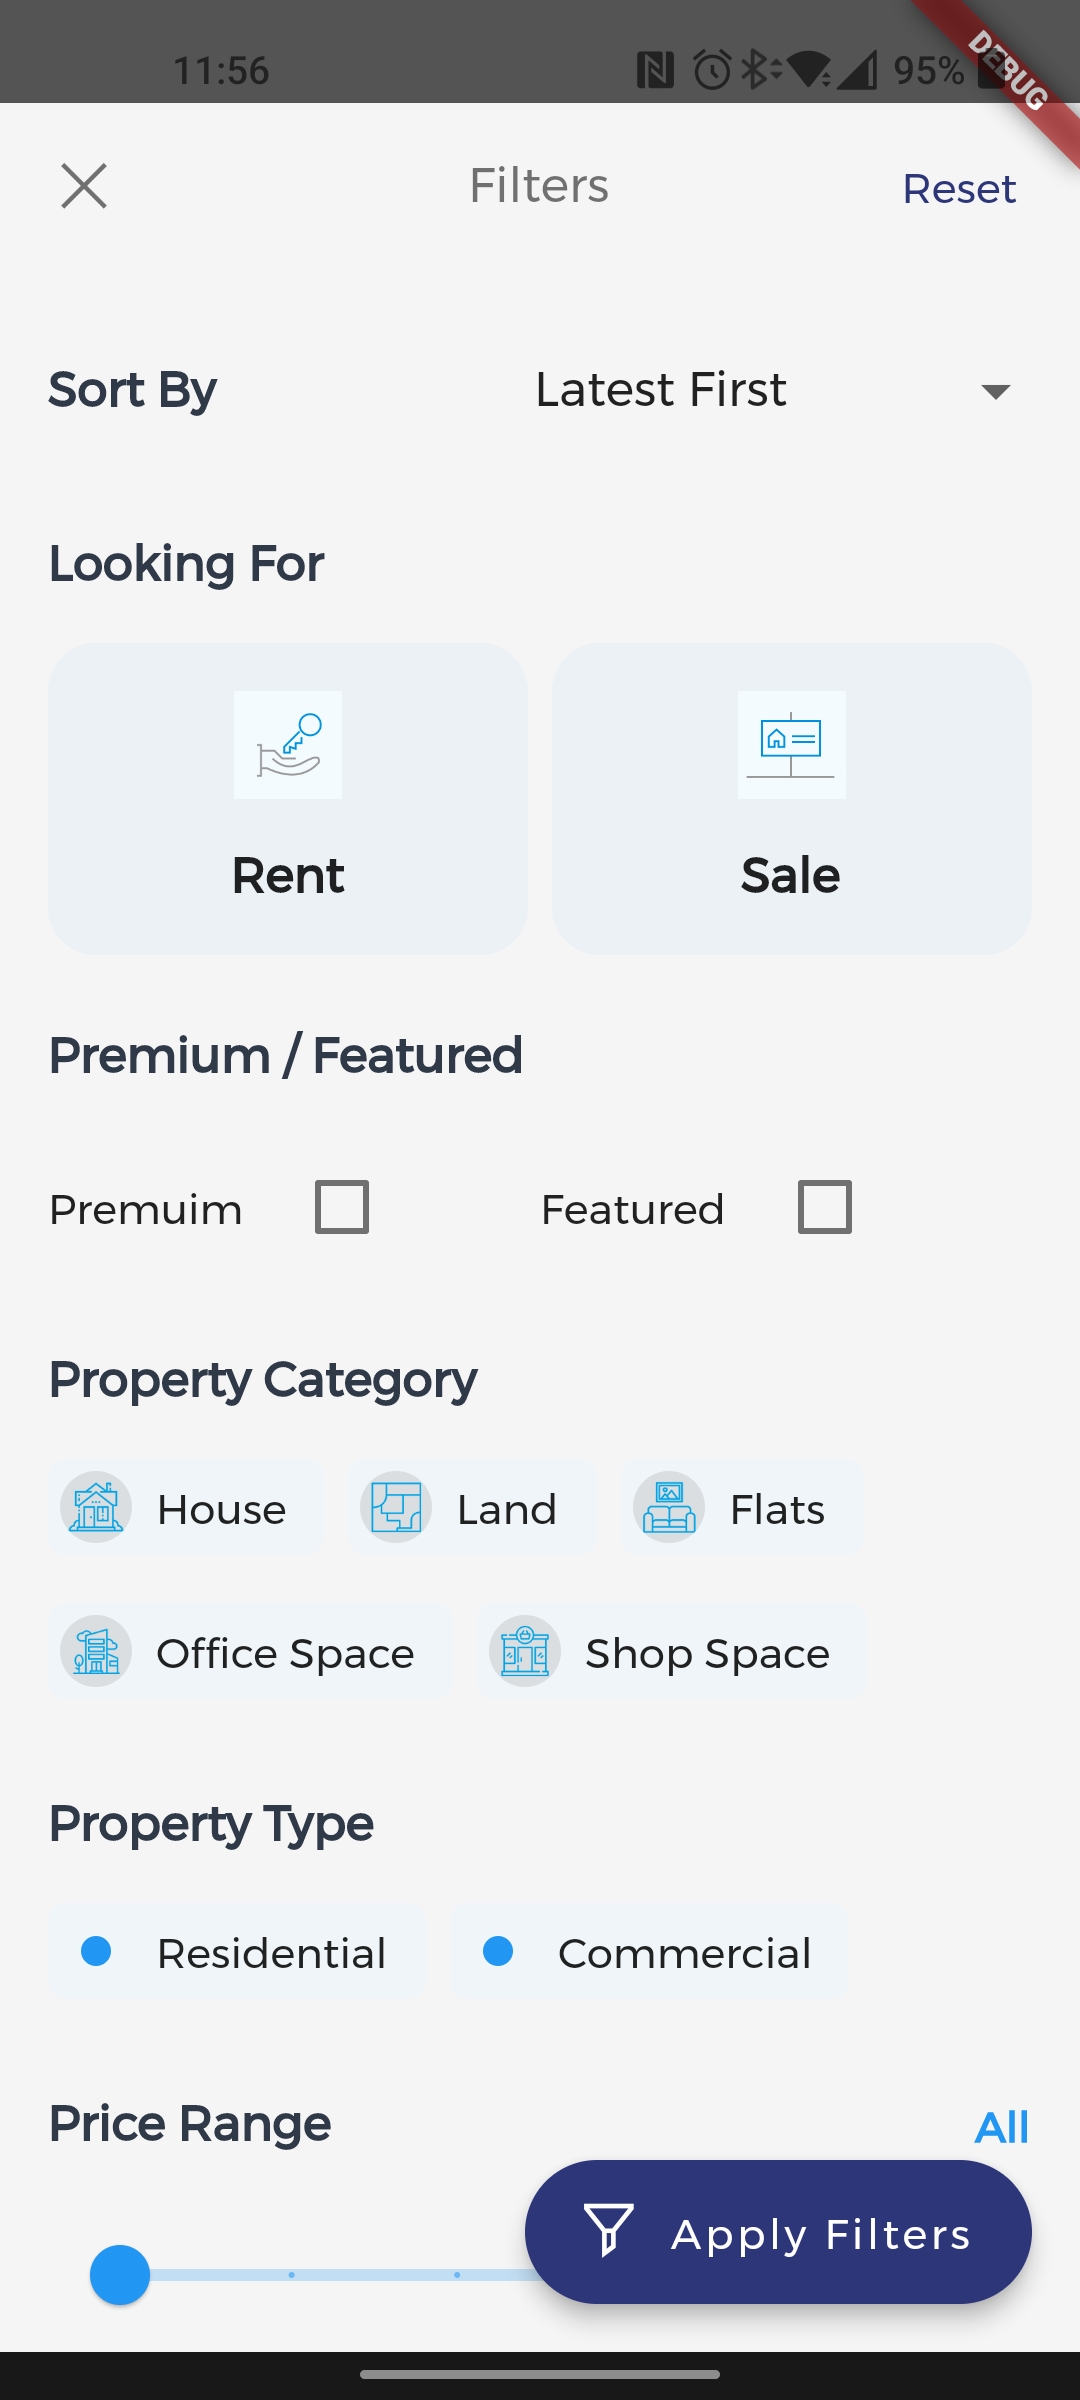 11:56 95%
DEBUG
Filters Reset
Sort By Latest First
Looking For
Rent Sale
Premium / Featured
Premuim Featured
Property Category
House Land Flats
Office Space Shop Space
Property Type
Residential Commercial
Price Range All
Apply Filters